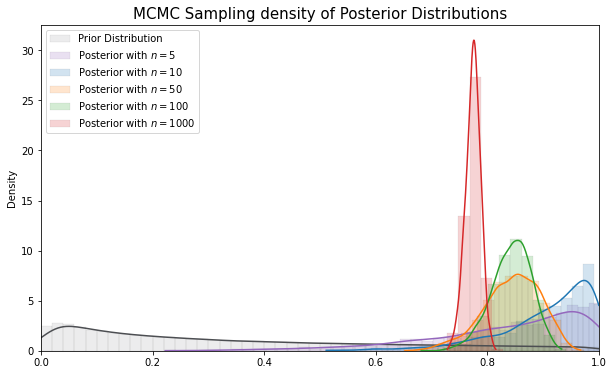 MCMC Sampling density of Posterior Distributions
Prior Distribution
Posterior with n = 5
Posterior with n = 10
Posterior with n = 50
Posterior with n = 100
Posterior with n = 1000
Density
30
25
20
15
10
5
0
0.0 0.2 0.4 0.6 0.8 1.0